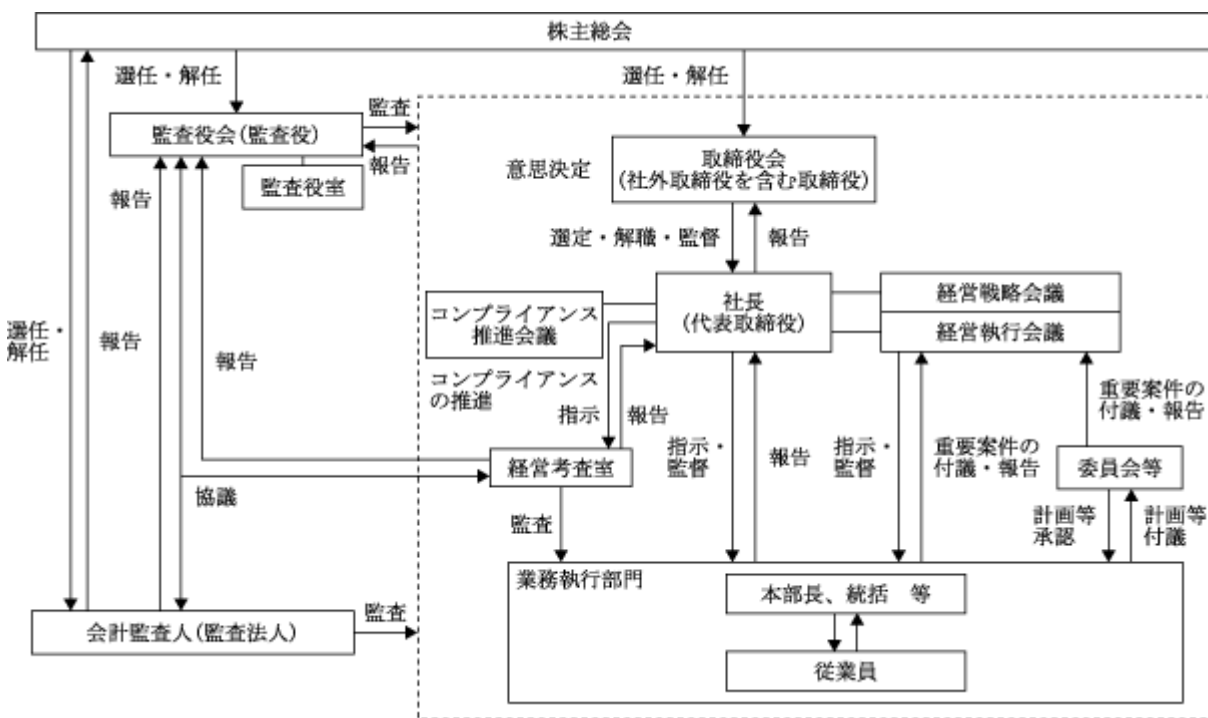 株主総会
選任・解任
選任・解任
監査役会(監査役)
監査
報告
監査役室
意思決定
取締役会
(社外取締役を含む取締役)
報告
選定・解職・監督
報告
コンプライアンス
推進会議
社長
(代表取締役)
経営戦略会議
経営執行会議
選任・
解任
報告
報告
コンプライアンス
の推進
指示
報告
指示・
監督
報告
指示・
監督
重要案件の
付議・報告
重要案件の
付議・報告
経営考査室
委員会等
協議
監査
計画等
承認
計画等
付議
業務執行部門
本部長、統括 等
従業員
会計監査人(監査法人)
監査